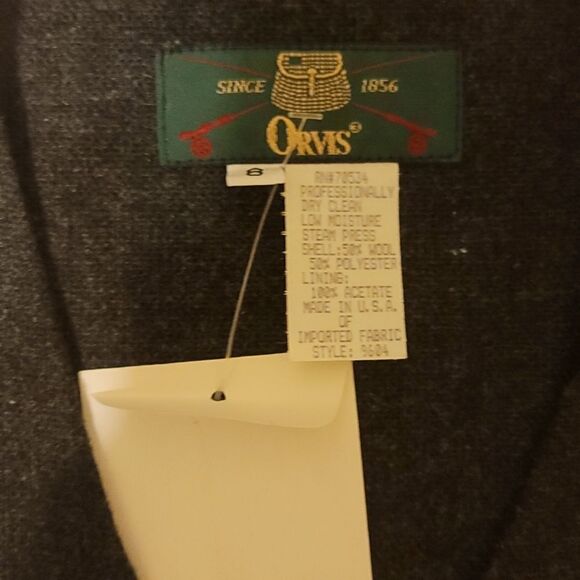 SINCE 1856
ORVIS®
8
RN#70534
PROFESSIONALLY
DRY CLEAN
LOW MOISTURE
STEAM PRESS
SHELL:50% WOOL
50% POLYESTER
LINING:
100% ACETATE
MADE IN U.S.A.
OF
IMPORTED FABRIC
STYLE: 9604